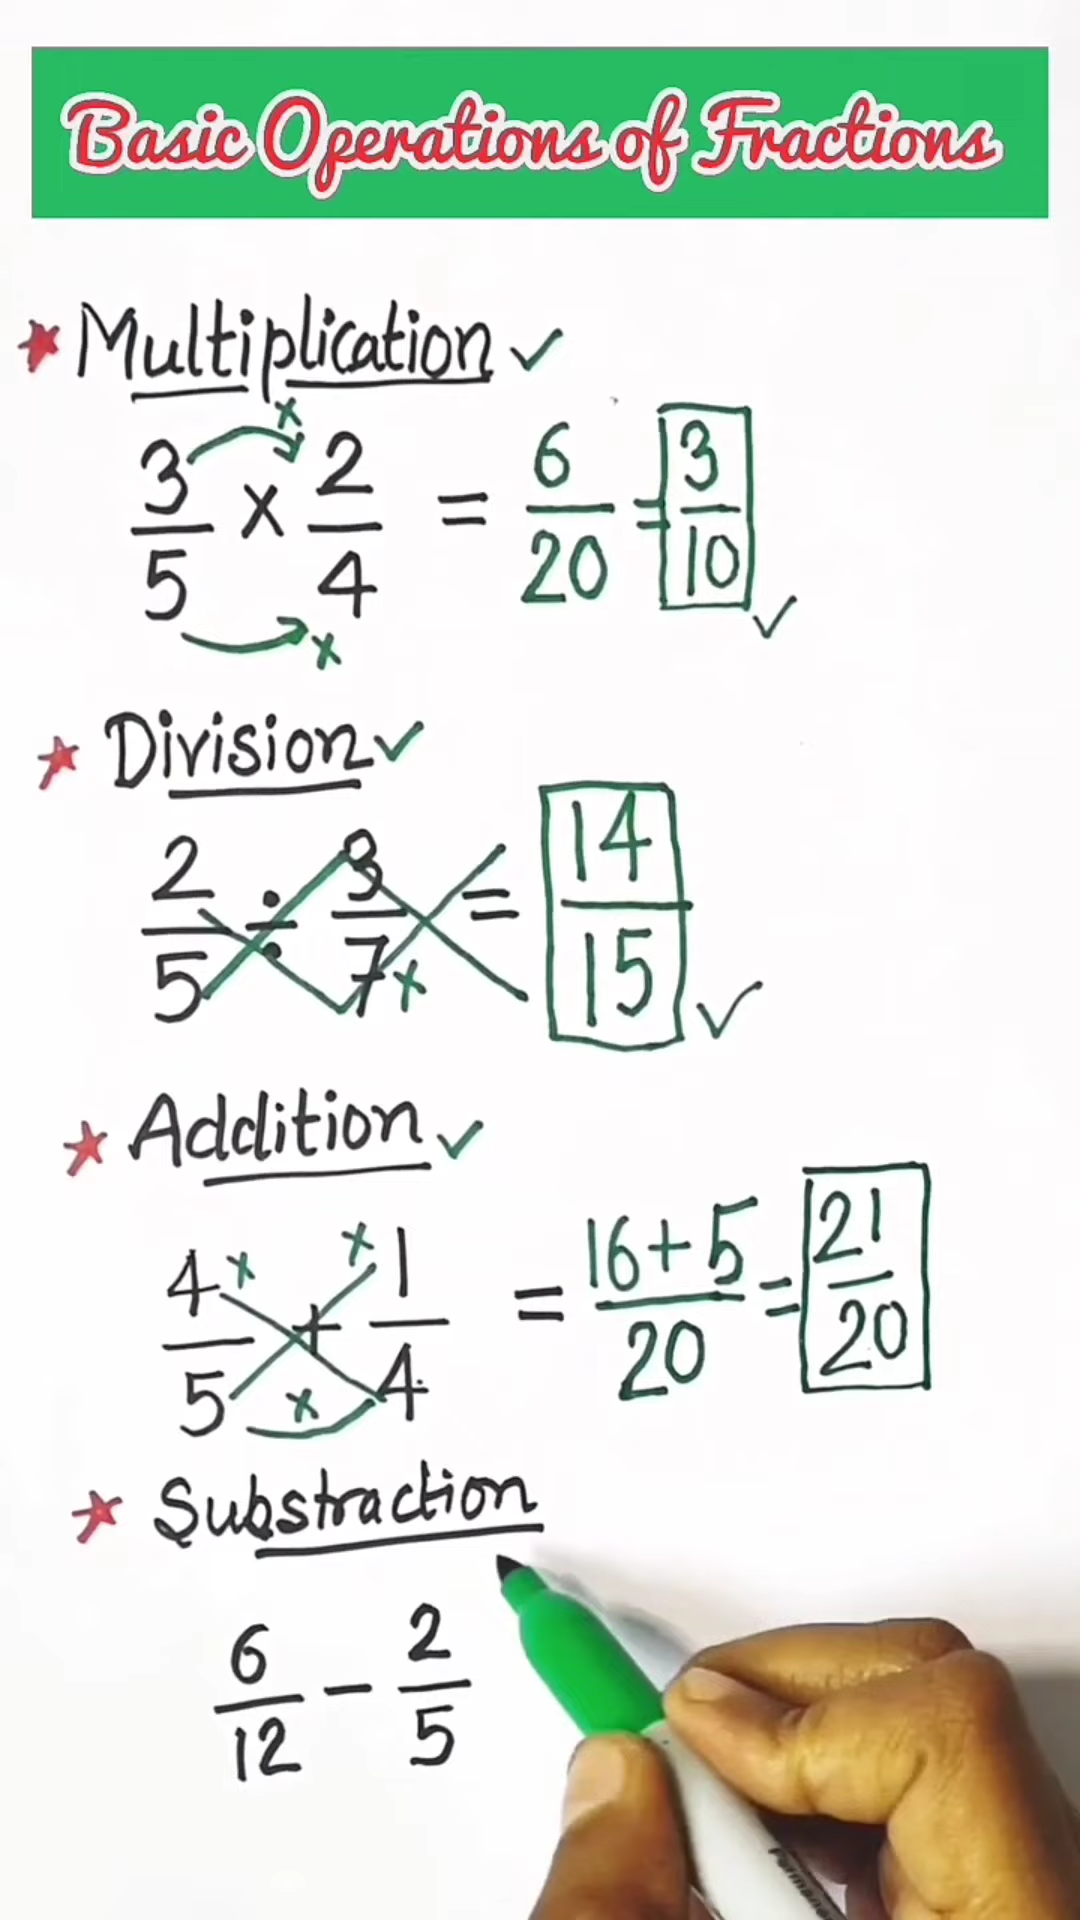 Basic Operations of Fractions
★ Multiplication ✓
3/5 × 2/4 = 6/20 = 3/10 ✓
× ×
★ Division ✓
2/5 ÷ 3/7 = 14/15 ✓
×
★ Addition ✓
4/5 + 1/4 = 16+5/20 = 21/20
× × ×
★ Substraction
6/12 - 2/5